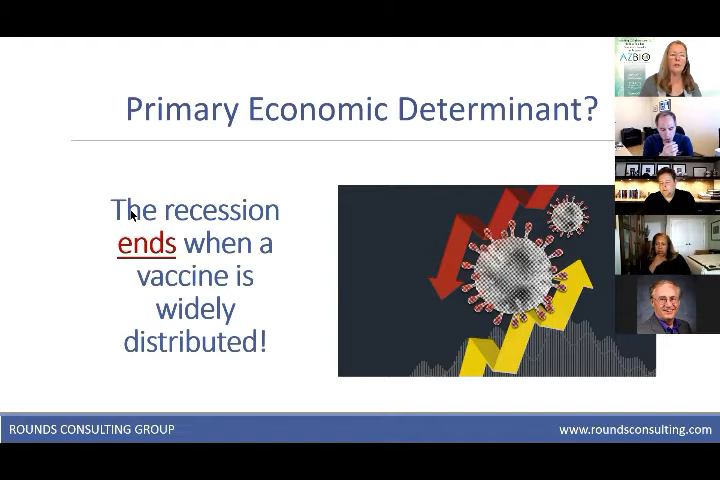 Primary Economic Determinant?
The recession
ends when a
vaccine is
widely
distributed!
ROUNDS CONSULTING GROUP
www.roundsconsulting.com
AZBIO